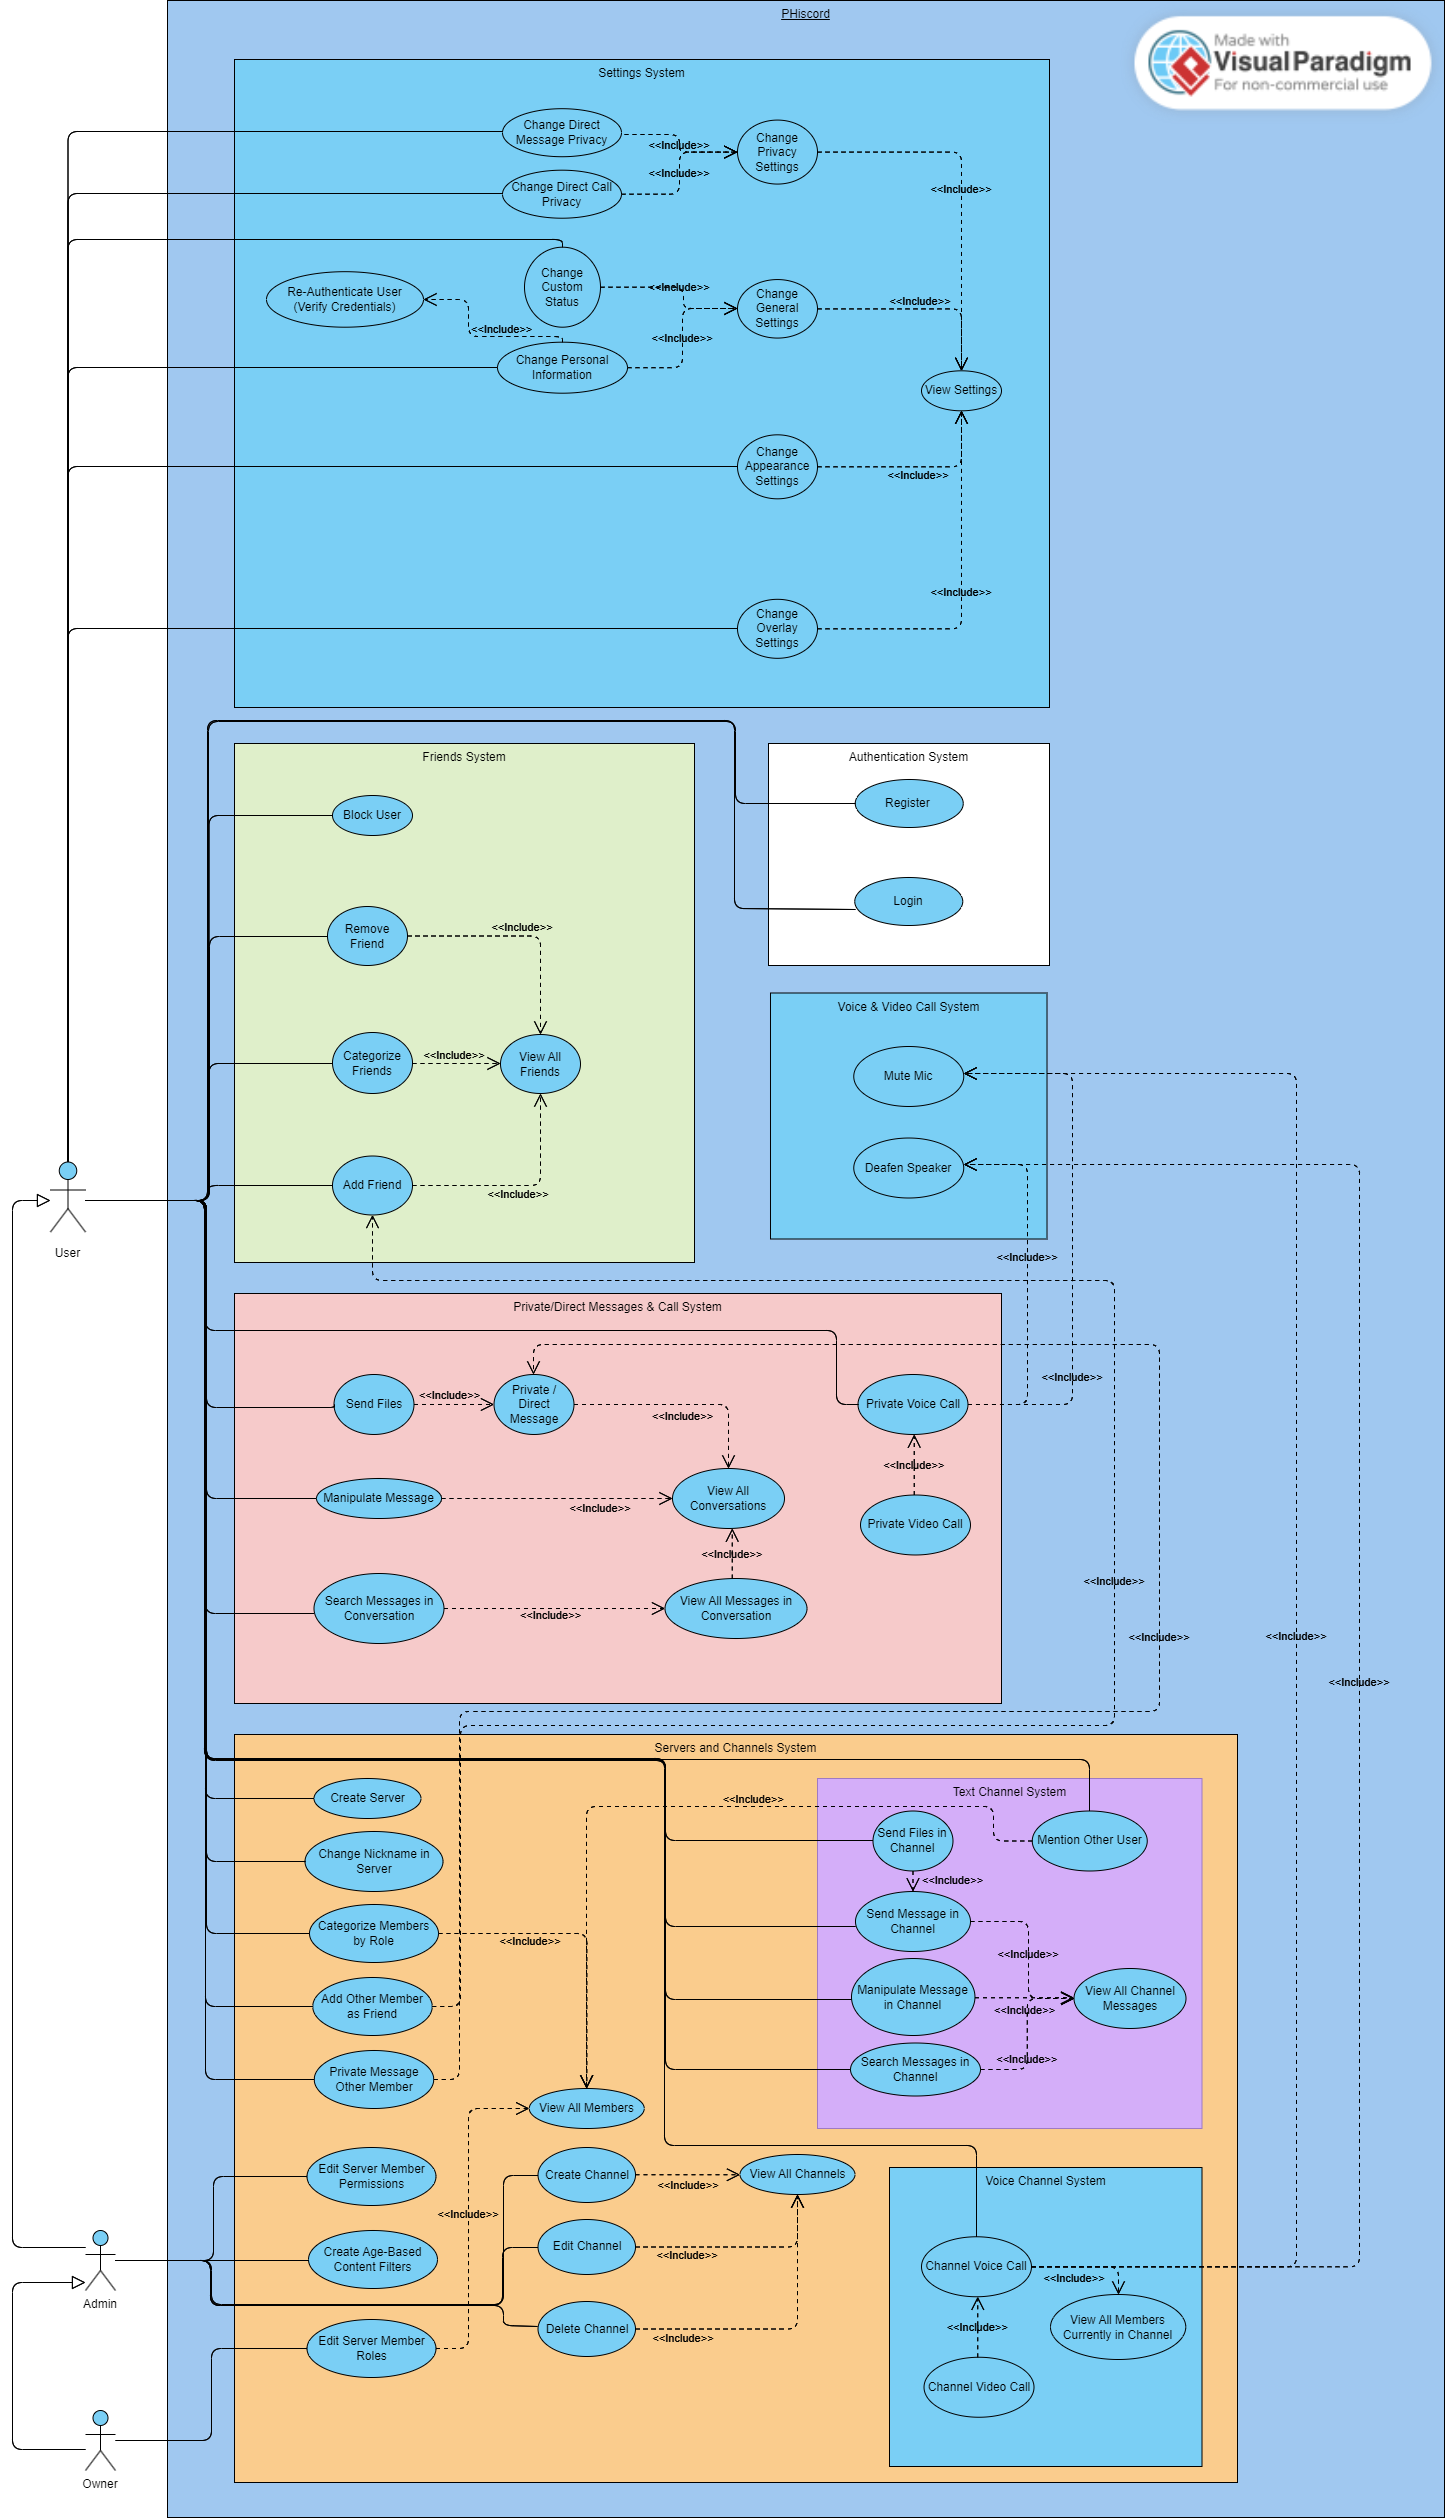 PHiscord
Made with
VisualParadigm
For non-commercial use
Settings System
Change Direct
Message Privacy
<<Include>>
Change
Privacy
Settings
<<Include>>
Change Direct Call
Privacy
<<Include>>
Change
Custom
Status
<<Include>>
Re-Authenticate User
(Verify Credentials)
<<Include>>
Change
General
Settings
<<Include>>
<<Include>>
Change Personal
Information
View Settings
Change
Appearance
Settings
<<Include>>
<<Include>>
Change
Overlay
Settings
Friends System
Block User
Remove
Friend
<<Include>>
Categorize
Friends
<<Include>>
View All
Friends
Add Friend
<<Include>>
Authentication System
Register
Login
Voice & Video Call System
Mute Mic
Deafen Speaker
<<Include>>
User
Private/Direct Messages & Call System
Send Files
<<Include>>
Private /
Direct
Message
<<Include>>
Private Voice Call
<<Include>>
<<Include>>
Manipulate Message
<<Include>>
View All
Conversations
Private Video Call
<<Include>>
Search Messages in
Conversation
<<Include>>
View All Messages in
Conversation
<<Include>>
<<Include>>
<<Include>>
<<Include>>
Servers and Channels System
Create Server
Change Nickname in
Server
Categorize Members
by Role
<<Include>>
Add Other Member
as Friend
Private Message
Other Member
View All Members
<<Include>>
Text Channel System
Send Files in
Channel
Mention Other User
<<Include>>
Send Message in
Channel
<<Include>>
Manipulate Message
in Channel
<<Include>>
View All Channel
Messages
Search Messages in
Channel
<<Include>>
Edit Server Member
Permissions
Create Channel
<<Include>>
View All Channels
<<Include>>
Create Age-Based
Content Filters
Edit Channel
<<Include>>
Edit Server Member
Roles
Delete Channel
<<Include>>
Voice Channel System
Channel Voice Call
<<Include>>
View All Members
Currently in Channel
<<Include>>
Channel Video Call
Admin
Owner